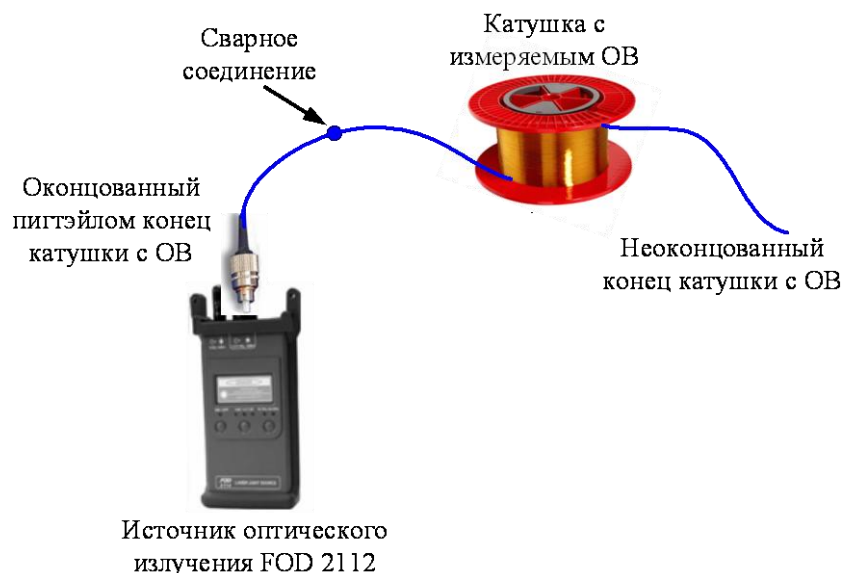 Сварное
соединение
Катушка с
измеряемым ОВ
Оконцованный
пигтэйлом конец
катушки с ОВ
Неоконцованный
конец катушки с ОВ
Источник оптического
излучения FOD 2112